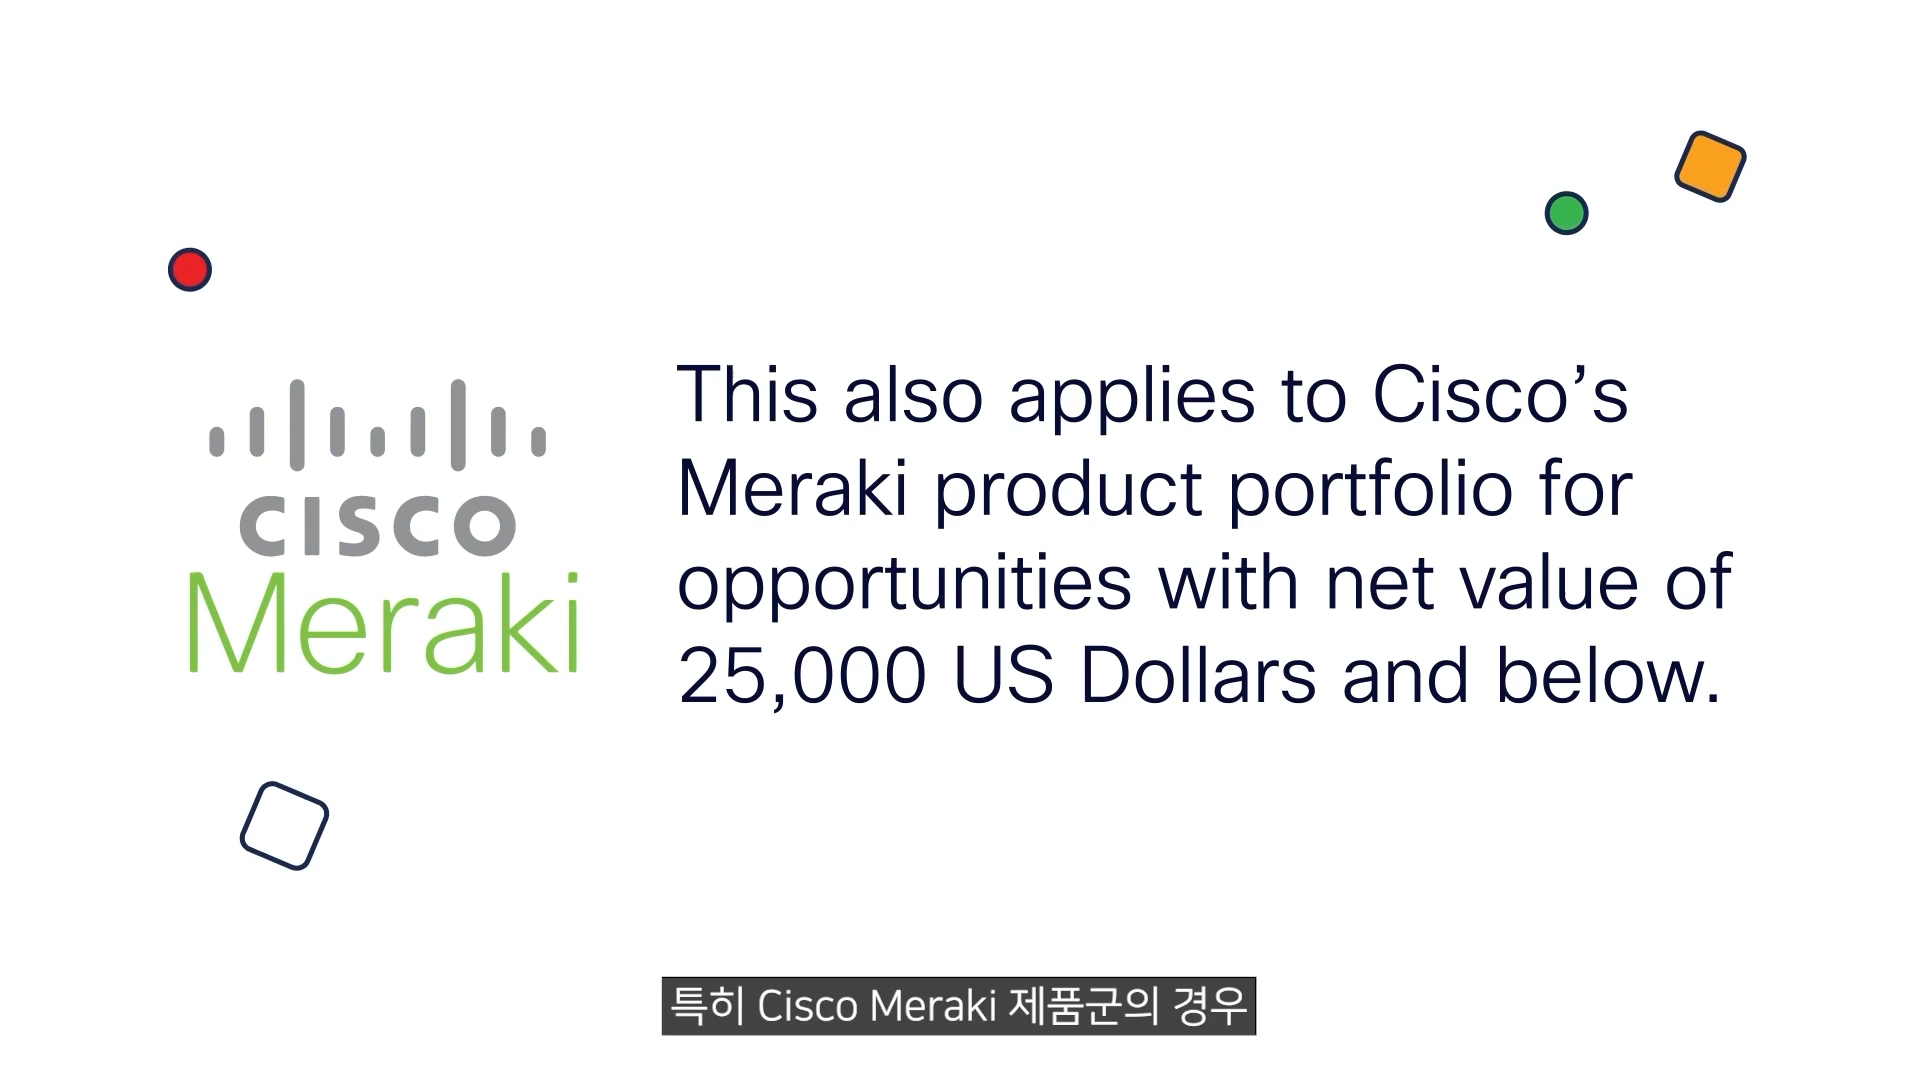 cisco
Meraki
This also applies to Cisco’s
Meraki product portfolio for
opportunities with net value of
25,000 US Dollars and below.
특히 Cisco Meraki 제품군의 경우